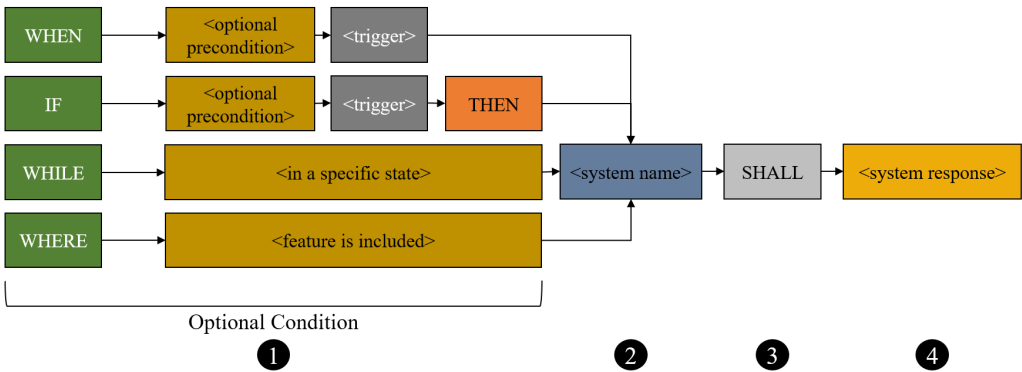 WHEN
<optional
precondition>
<trigger>
IF
<optional
precondition>
<trigger>
THEN
WHILE
<in a specific state>
<system name>
SHALL
<system response>
WHERE
<feature is included>
Optional Condition
1
2
3
4